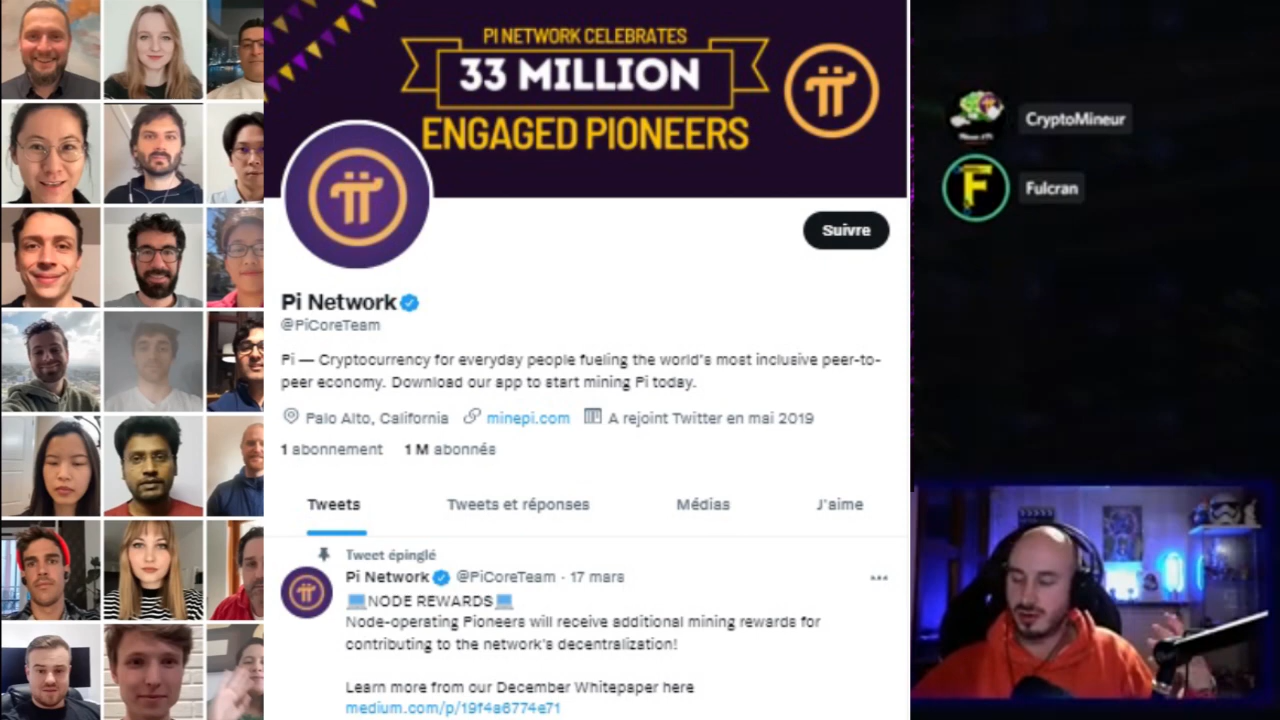 PI NETWORK CELEBRATES
33 MILLION
ENGAGED PIONEERS
CryptoMineur
F
Fulcran
Suivre
Pi Network
@PiCoreTeam
Pi — Cryptocurrency for everyday people fueling the world's most inclusive peer-to-
peer economy. Download our app to start mining Pi today.
Palo Alto, California minepi.com A rejoint Twitter en mai 2019
1 abonnement 1 M abonnés
Tweets Tweets et réponses Médias J'aime
Tweet épinglé
Pi Network @PiCoreTeam · 17 mars
💻NODE REWARDS💻
Node-operating Pioneers will receive additional mining rewards for
contributing to the network's decentralization!
Learn more from our December Whitepaper here
medium.com/p/19f4a6774e71